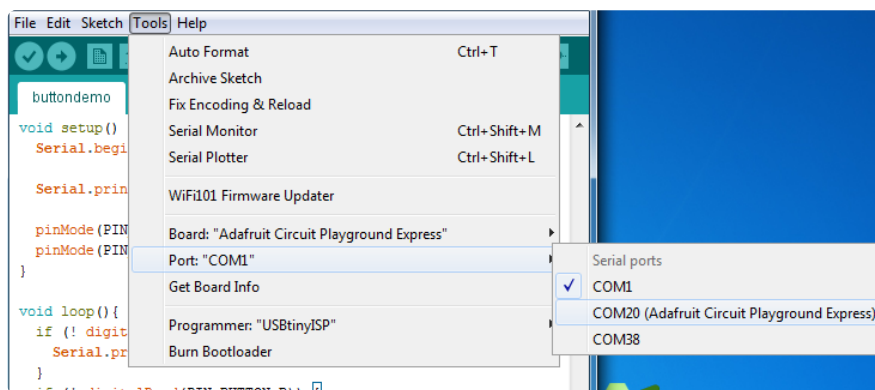 File Edit Sketch Tools Help
Auto Format Ctrl+T
Archive Sketch
buttondemo
Fix Encoding & Reload
void setup()
Serial Monitor Ctrl+Shift+M
Serial.begi
Serial Plotter Ctrl+Shift+L
Serial.prin
WiFi101 Firmware Updater
pinMode(PIN
Board: "Adafruit Circuit Playground Express"
pinMode(PIN
Port: "COM1"
Serial ports
}
Get Board Info
COM1
void loop(){
COM20 (Adafruit Circuit Playground Express)
if (! digit
Programmer: "USBtinyISP"
COM38
Serial.pr
Burn Bootloader
}